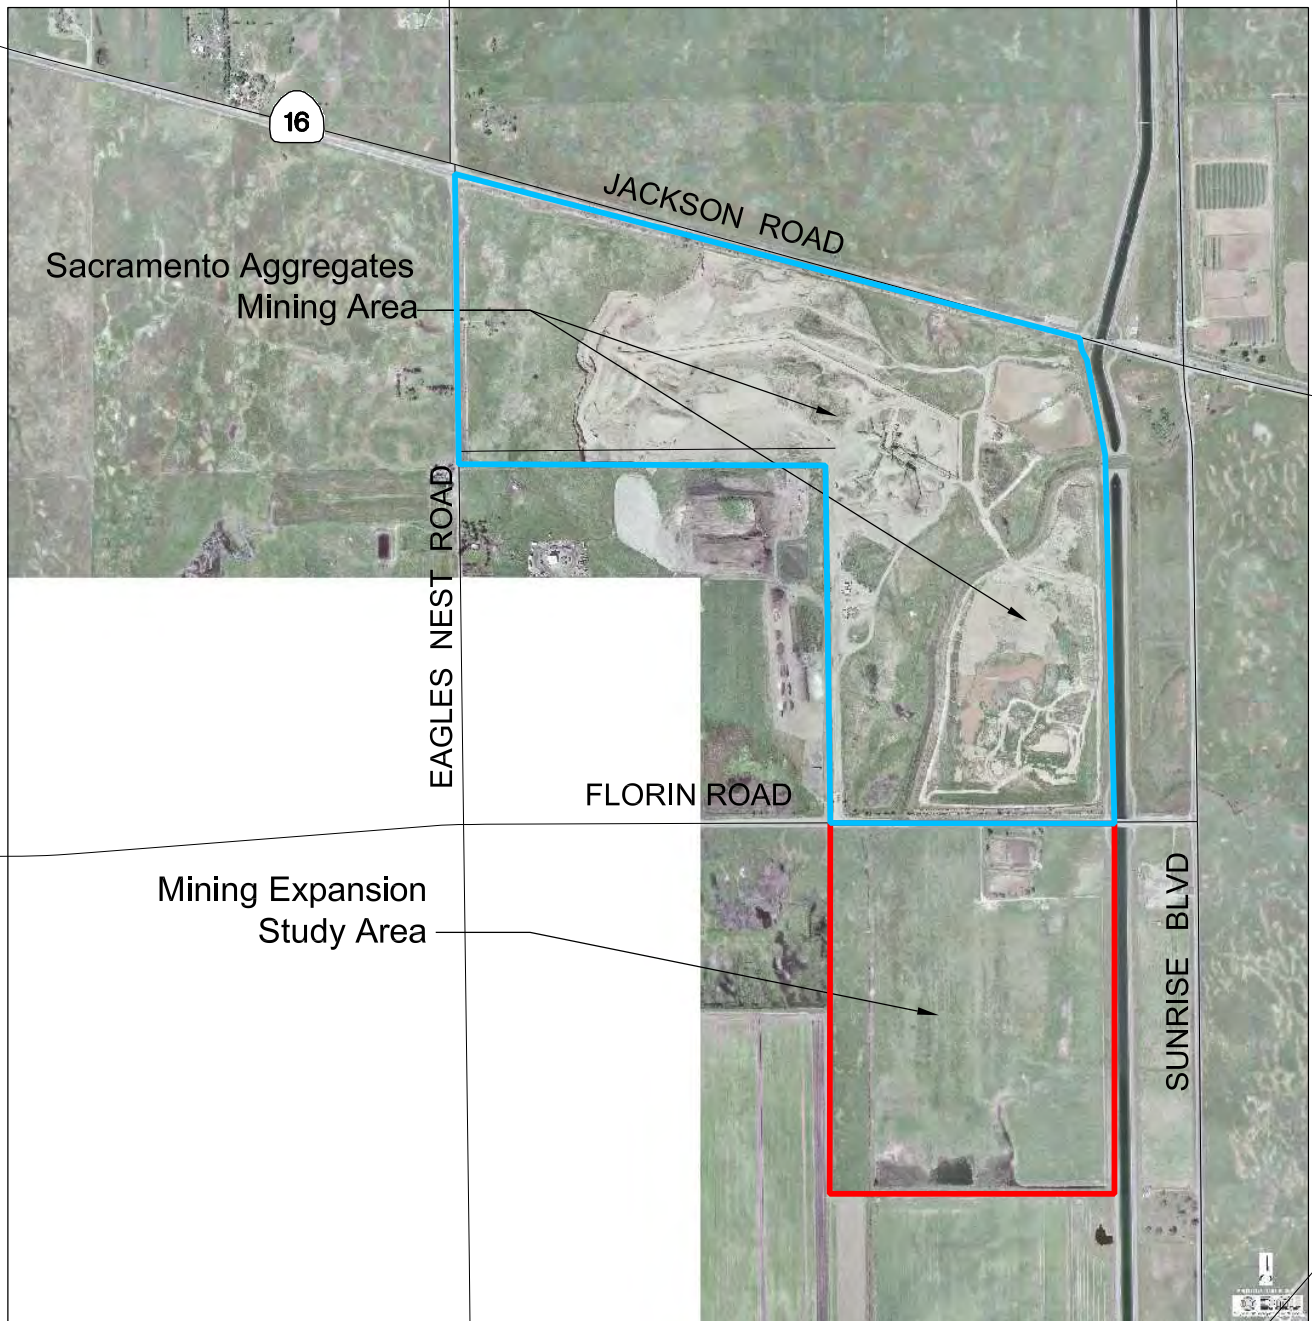 16
JACKSON ROAD
Sacramento Aggregates
Mining Area
EAGLES NEST ROAD
FLORIN ROAD
Mining Expansion
Study Area
SUNRISE BLVD